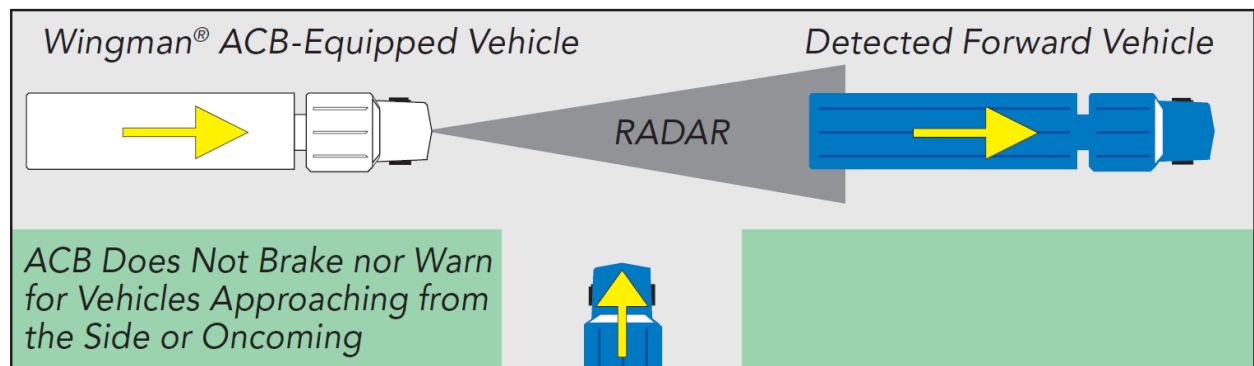 Wingman® ACB-Equipped Vehicle
Detected Forward Vehicle
RADAR
ACB Does Not Brake nor Warn
for Vehicles Approaching from
the Side or Oncoming